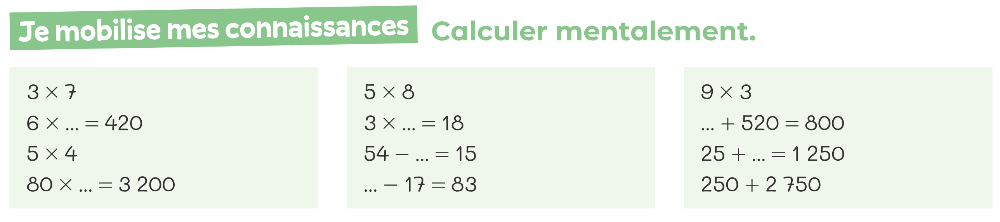 Je mobilise mes connaissances Calculer mentalement.
3 × 7
6 × ... = 420
5 × 4
80 × ... = 3 200
5 × 8
3 × ... = 18
54 − ... = 15
... − 17 = 83
9 × 3
... + 520 = 800
25 + ... = 1 250
250 + 2 750